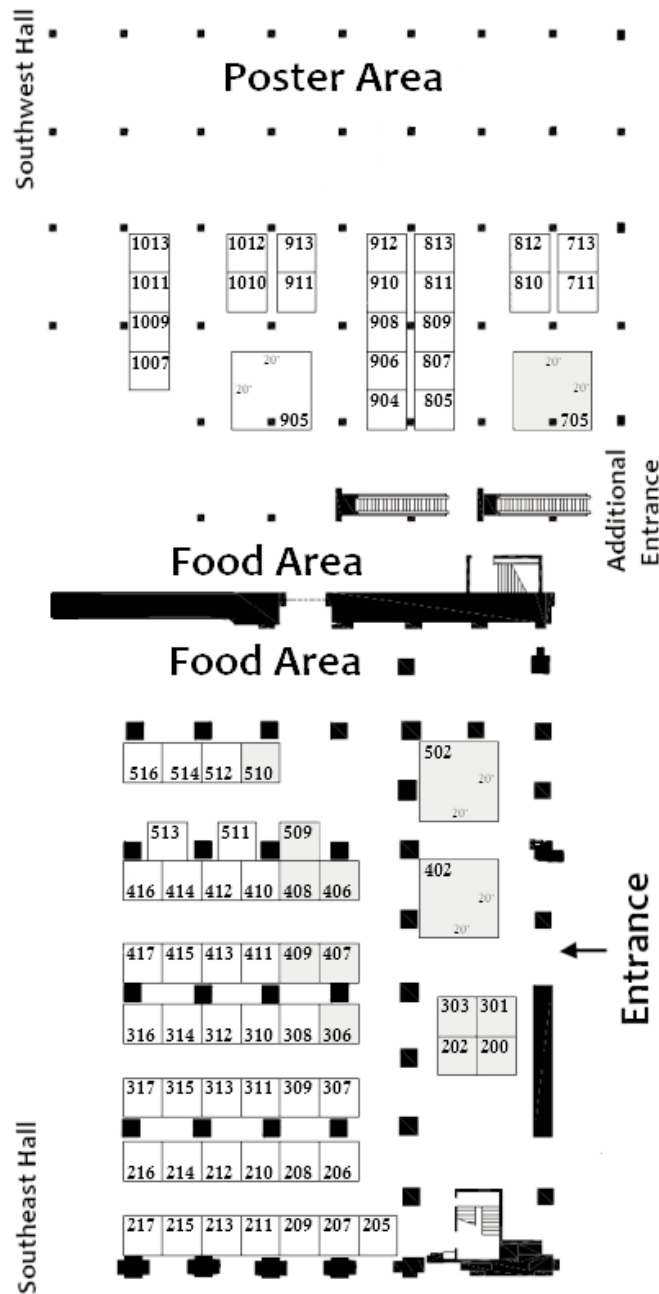 Southwest Hall
Poster Area
1013 1012 913 912 813 812 713
1011 1010 911 910 811 810 711
1009 908 809
1007 20' 906 807 20'
20' 904 805 20'
905 705
Additional
Entrance
Food Area
Food Area
502
516 514 512 510 20'
20'
513 511 509
402
416 414 412 410 408 406 20'
20'
Entrance
417 415 413 411 409 407
303 301
316 314 312 310 308 306
202 200
317 315 313 311 309 307
Southeast Hall
216 214 212 210 208 206
217 215 213 211 209 207 205